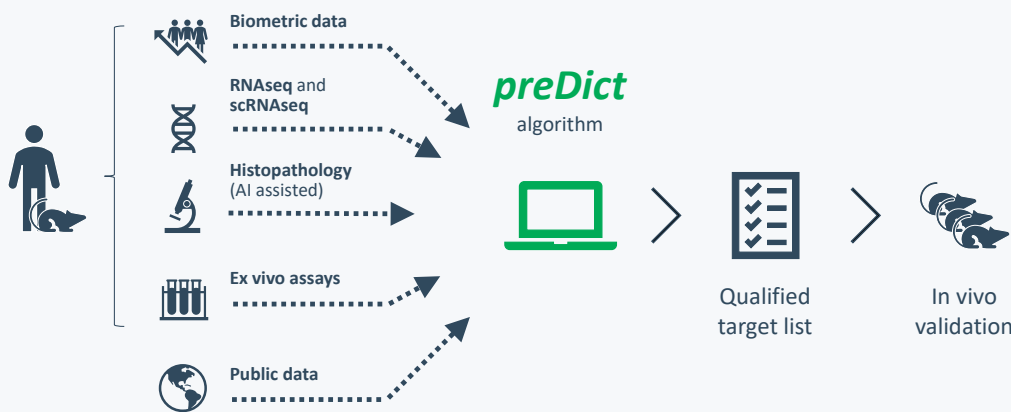 Biometric data
RNAseq and
scRNAseq
Histopathology
(AI assisted)
Ex vivo assays
Public data
preDict
algorithm
Qualified
target list
In vivo
validation